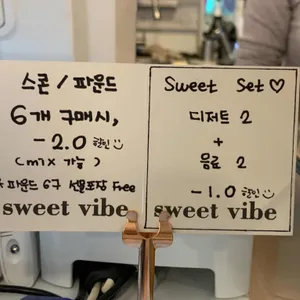 스콘 / 파운드
6개 구매시,
-2.0 할인
(mix 가능)
파운드 6구 선물포장 Free
sweet vibe
Sweet Set ♡
디저트 2
+
음료 2
-1.0 할인
sweet vibe